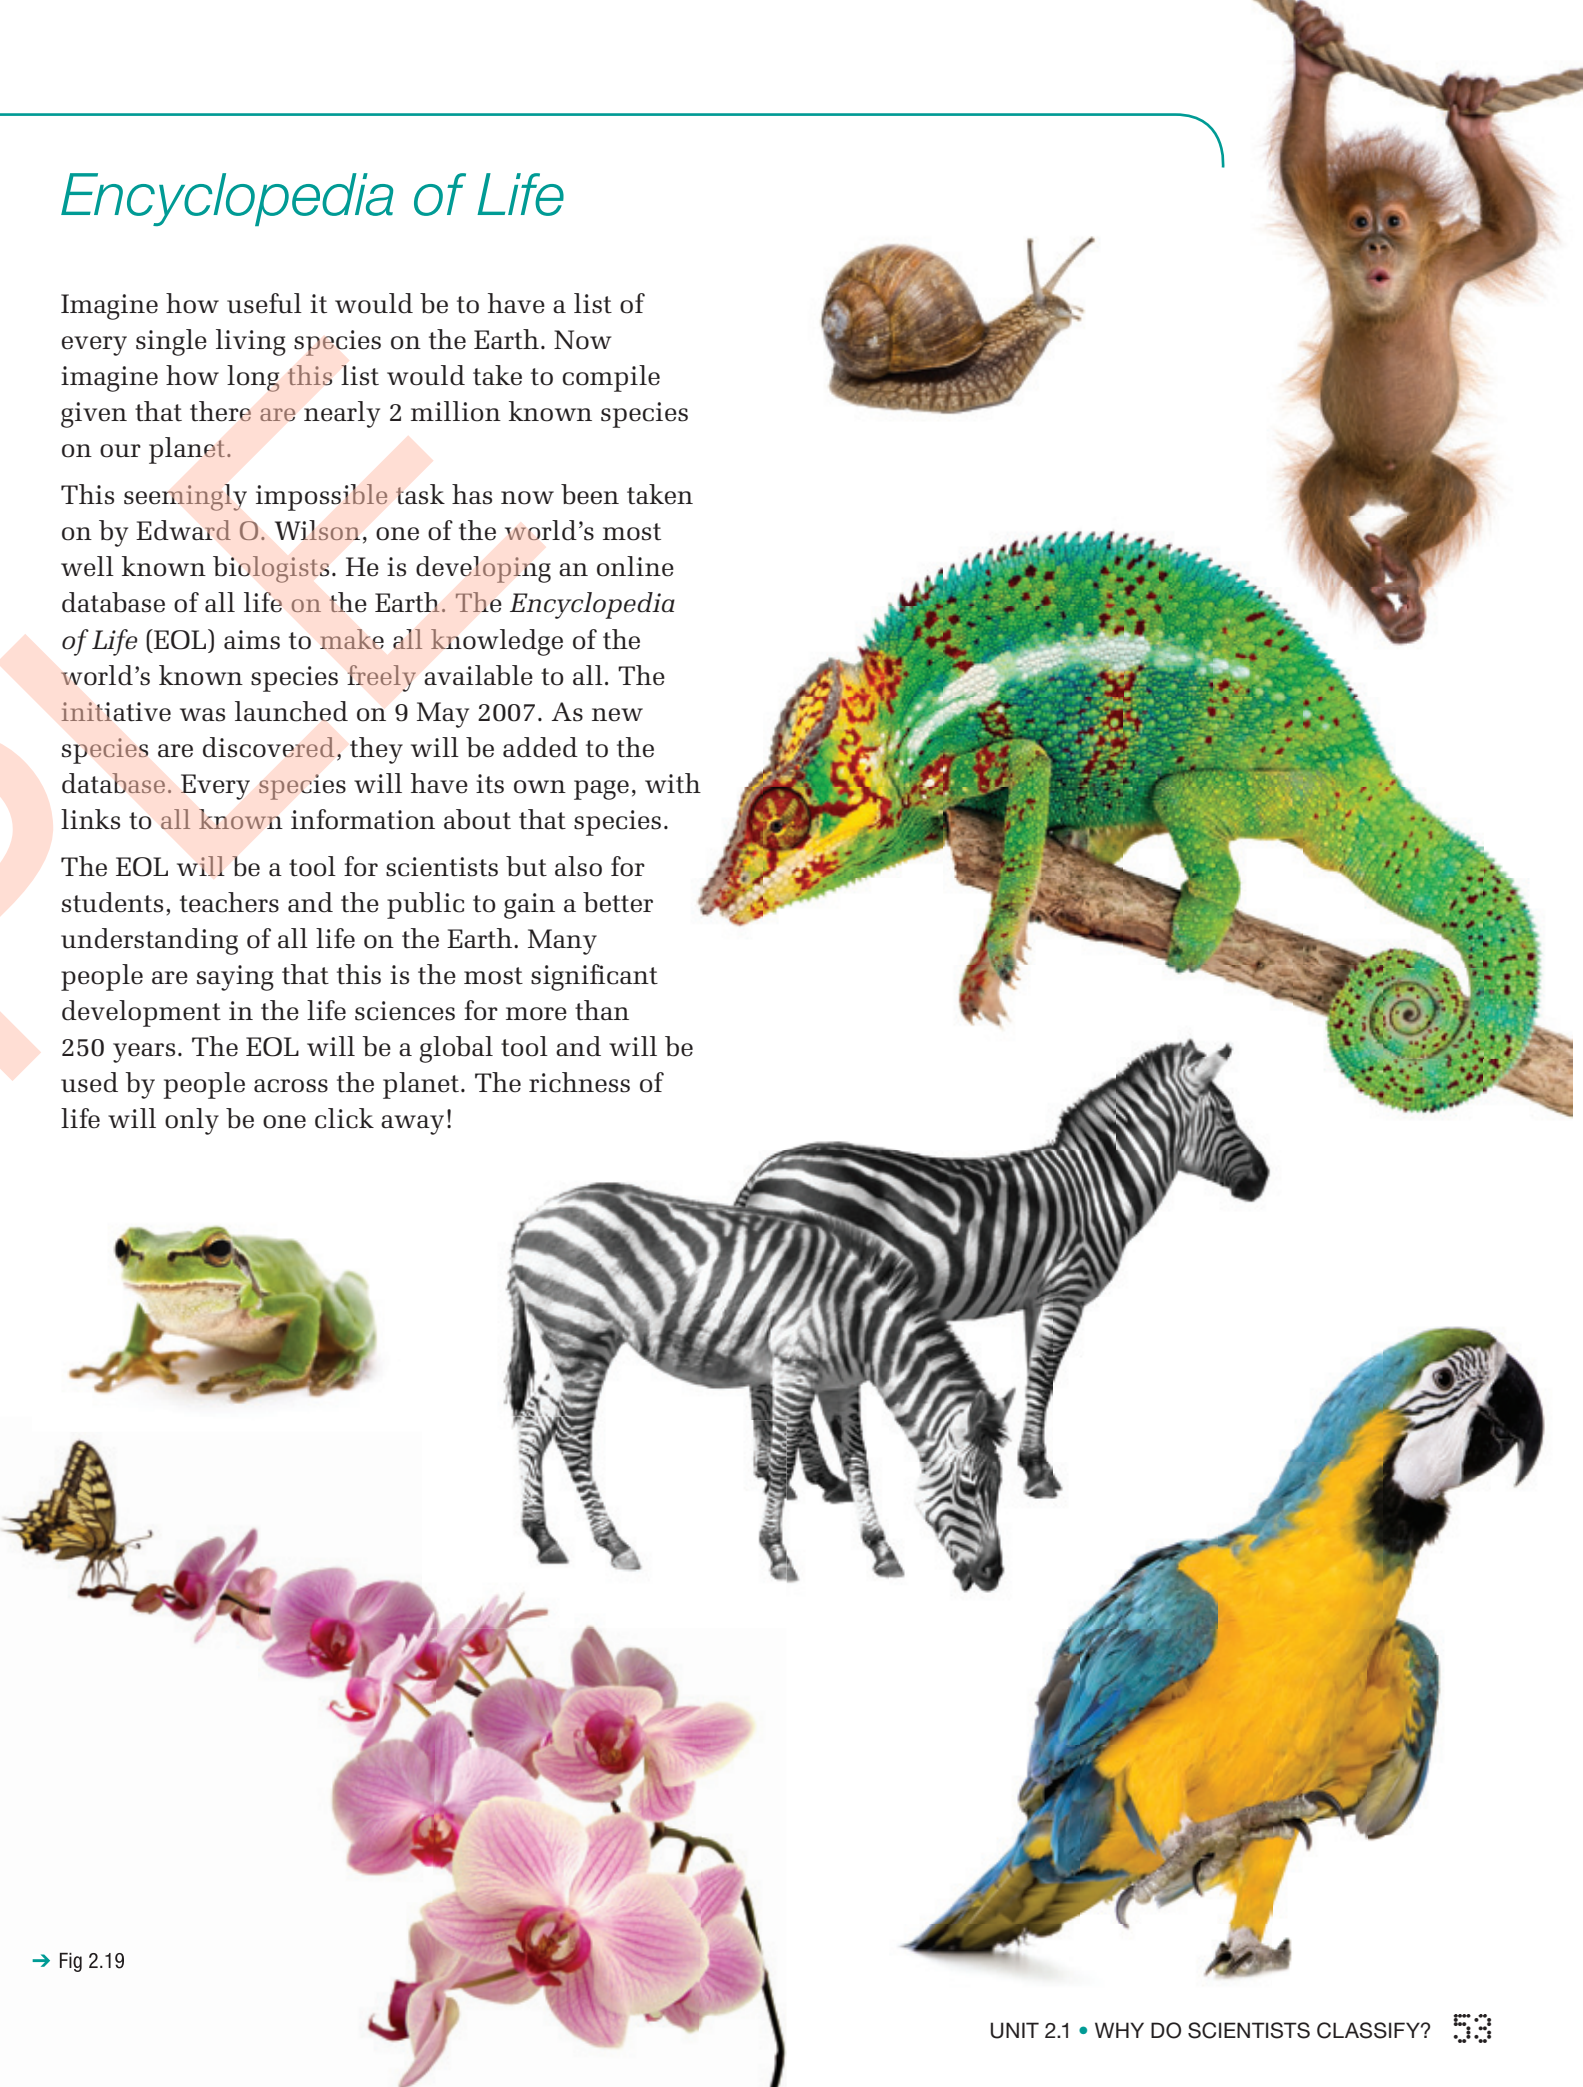 Encyclopedia of Life
Imagine how useful it would be to have a list of
every single living species on the Earth. Now
imagine how long this list would take to compile
given that there are nearly 2 million known species
on our planet.
This seemingly impossible task has now been taken
on by Edward O. Wilson, one of the world’s most
well known biologists. He is developing an online
database of all life on the Earth. The Encyclopedia
of Life (EOL) aims to make all knowledge of the
world’s known species freely available to all. The
initiative was launched on 9 May 2007. As new
species are discovered, they will be added to the
database. Every species will have its own page, with
links to all known information about that species.
The EOL will be a tool for scientists but also for
students, teachers and the public to gain a better
understanding of all life on the Earth. Many
people are saying that this is the most significant
development in the life sciences for more than
250 years. The EOL will be a global tool and will be
used by people across the planet. The richness of
life will only be one click away!
PLE
➔ Fig 2.19
UNIT 2.1 • WHY DO SCIENTISTS CLASSIFY? 53